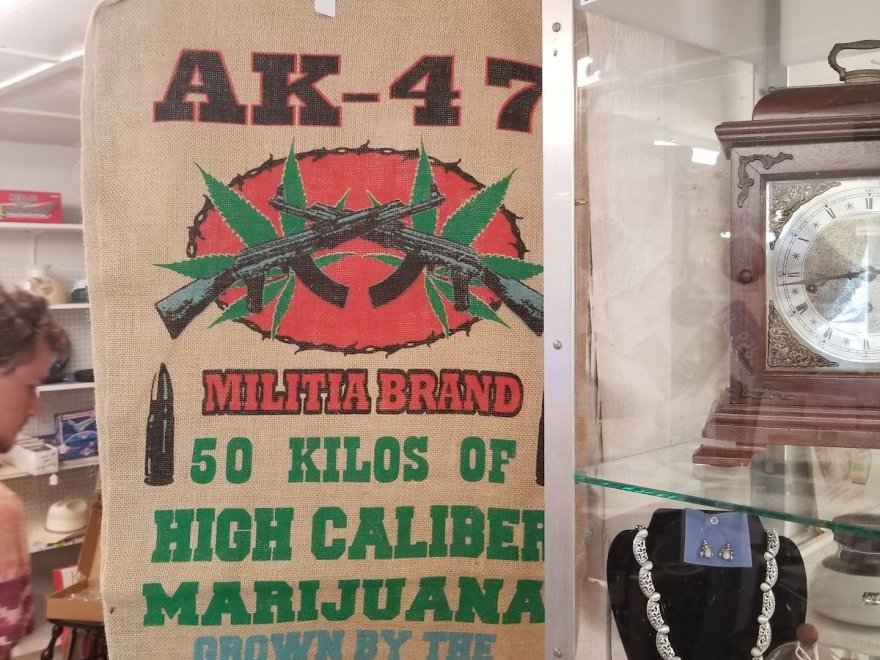 AK-47
MILITIA BRAND
50 KILOS OF
HIGH CALIBER
MARIJUANA
GROWN BY THE